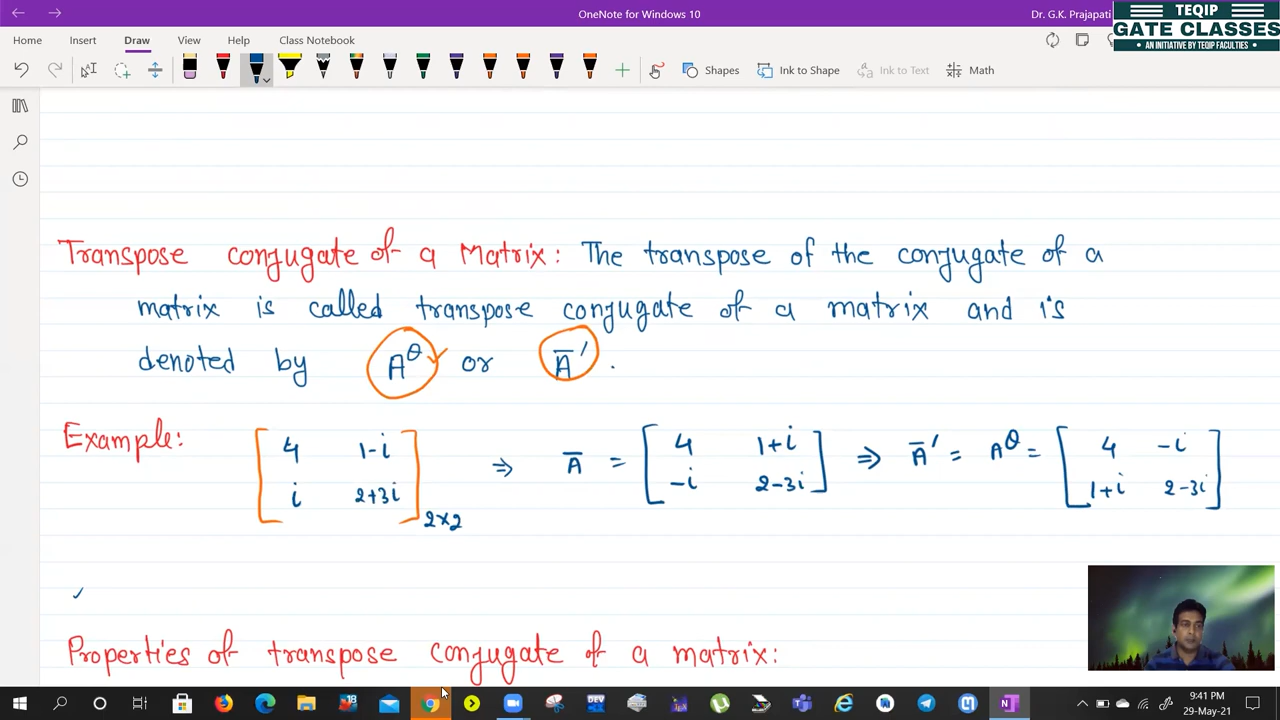 OneNote for Windows 10
Dr. G.K. Prajapati
TEQIP
GATE CLASSES
AN INITIATIVE BY TEQIP FACULTIES
Home Insert Draw View Help Class Notebook
Shapes Ink to Shape Ink to Text Math
Transpose conjugate of a Matrix: The transpose of the conjugate of a
matrix is called transpose conjugate of a matrix and is
denoted by A^θ or Ā′.
Example: [4 1-i; i 2+3i]2×2 ⇒ Ā = [4 1+i; -i 2-3i] ⇒ Ā′ = A^θ = [4 -i; 1+i 2-3i]
Properties of transpose conjugate of a matrix:
9:41 PM
29-May-21